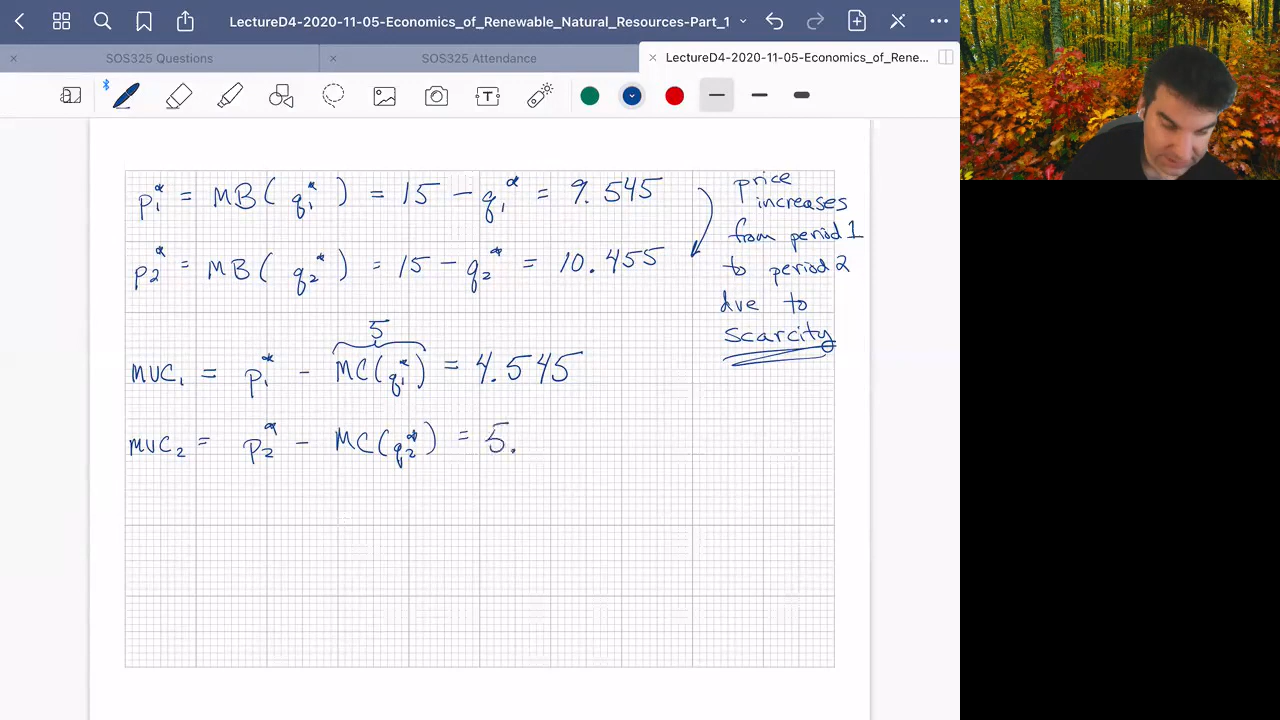 LectureD4-2020-11-05-Economics_of_Renewable_Natural_Resources-Part_1
SOS325 Questions
SOS325 Attendance
LectureD4-2020-11-05-Economics_of_Rene...
p₁* = MB( q₁* ) = 15 - q₁* = 9.545
p₂* = MB( q₂* ) = 15 - q₂* = 10.455
price
increases
from period 1
to period 2
due to
scarcity
5
MUC₁ = p₁* - MC(q₁*) = 4.545
MUC₂ = p₂* - MC(q₂*) = 5.